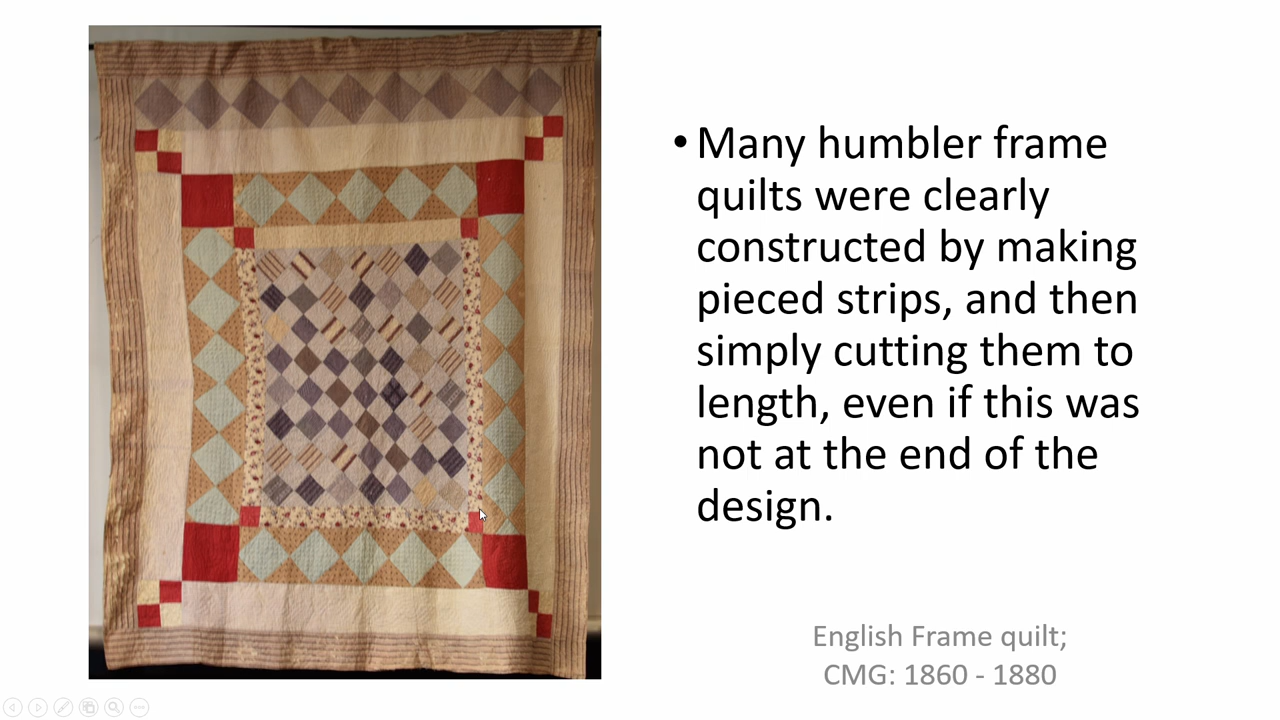 • Many humbler frame
quilts were clearly
constructed by making
pieced strips, and then
simply cutting them to
length, even if this was
not at the end of the
design.
English Frame quilt;
CMG: 1860 - 1880